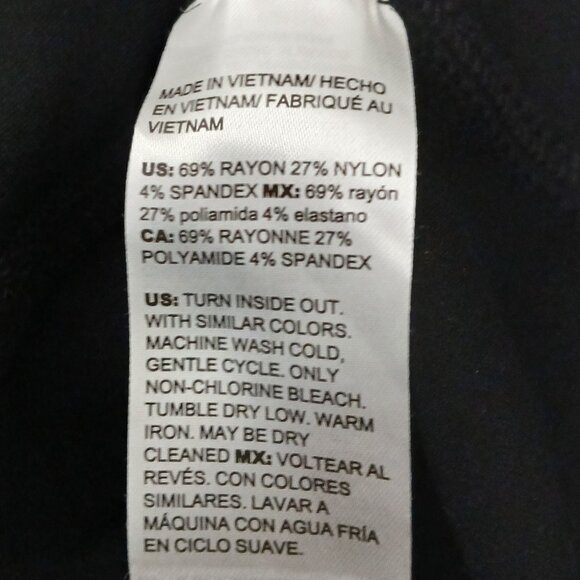 MADE IN VIETNAM/ HECHO
EN VIETNAM/ FABRIQUÉ AU
VIETNAM
US: 69% RAYON 27% NYLON
4% SPANDEX MX: 69% rayón
27% poliamida 4% elastano
CA: 69% RAYONNE 27%
POLYAMIDE 4% SPANDEX
US: TURN INSIDE OUT.
WITH SIMILAR COLORS.
MACHINE WASH COLD,
GENTLE CYCLE. ONLY
NON-CHLORINE BLEACH.
TUMBLE DRY LOW. WARM
IRON. MAY BE DRY
CLEANED MX: VOLTEAR AL
REVÉS. CON COLORES
SIMILARES. LAVAR A
MÁQUINA CON AGUA FRÍA
EN CICLO SUAVE.